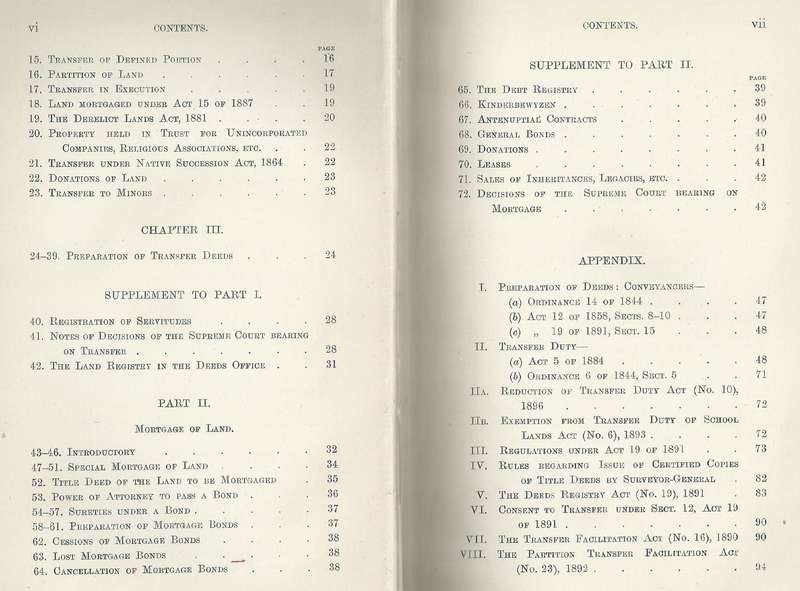 vi CONTENTS.
PAGE
15. Transfer of Defined Portion . . . . 16
16. Partition of Land . . . . . . 17
17. Transfer in Execution . . . . . 19
18. Land mortgaged under Act 15 of 1887 . . 19
19. The Derelict Lands Act, 1881 . . . . 20
20. Property held in Trust for Unincorporated
Companies, Religious Associations, etc. . . 22
21. Transfer under Native Succession Act, 1864 . 22
22. Donations of Land . . . . . . 23
23. Transfer to Minors . . . . . . 23
CHAPTER III.
24–39. Preparation of Transfer Deeds . . . 24
SUPPLEMENT TO PART I.
40. Registration of Servitudes . . . . 28
41. Notes of Decisions of the Supreme Court bearing
on Transfer . . . . . . . 28
42. The Land Registry in the Deeds Office . . 31
PART II.
Mortgage of Land.
43–46. Introductory . . . . . . 32
47–51. Special Mortgage of Land . . . . 34
52. Title Deed of the Land to be Mortgaged . 35
53. Power of Attorney to pass a Bond . . . 36
54–57. Sureties under a Bond . . . . . 37
58–61. Preparation of Mortgage Bonds . . . 37
62. Cessions of Mortgage Bonds . . . . 38
63. Lost Mortgage Bonds . . . . . 38
64. Cancellation of Mortgage Bonds . . . 38
CONTENTS. vii
SUPPLEMENT TO PART II.
PAGE
65. The Debt Registry . . . . . . 39
66. Kinderbewyzen . . . . . . . 39
67. Antenuptial Contracts . . . . . 40
68. General Bonds . . . . . . . 40
69. Donations . . . . . . . . 41
70. Leases . . . . . . . . 41
71. Sales of Inheritances, Legacies, etc. . . . 42
72. Decisions of the Supreme Court bearing on
Mortgage . . . . . . . 42
APPENDIX.
I. Preparation of Deeds: Conveyancers—
(a) Ordinance 14 of 1844 . . . . 47
(b) Act 12 of 1858, Sects. 8–10 . . . 47
(c) „ 19 of 1891, Sect. 15 . . . 48
II. Transfer Duty—
(a) Act 5 of 1884 . . . . . 48
(b) Ordinance 6 of 1844, Sect. 5 . . 71
IIa. Reduction of Transfer Duty Act (No. 10),
1896 . . . . . . . 72
IIb. Exemption from Transfer Duty of School
Lands Act (No. 6), 1893 . . . . 72
III. Regulations under Act 19 of 1891 . . 73
IV. Rules regarding Issue of Certified Copies
of Title Deeds by Surveyor-General . 82
V. The Deeds Registry Act (No. 19), 1891 . 83
VI. Consent to Transfer under Sect. 12, Act 19
of 1891 . . . . . . . 90
VII. The Transfer Facilitation Act (No. 16), 1890 90
VIII. The Partition Transfer Facilitation Act
(No. 23), 1892 . . . . . . 94